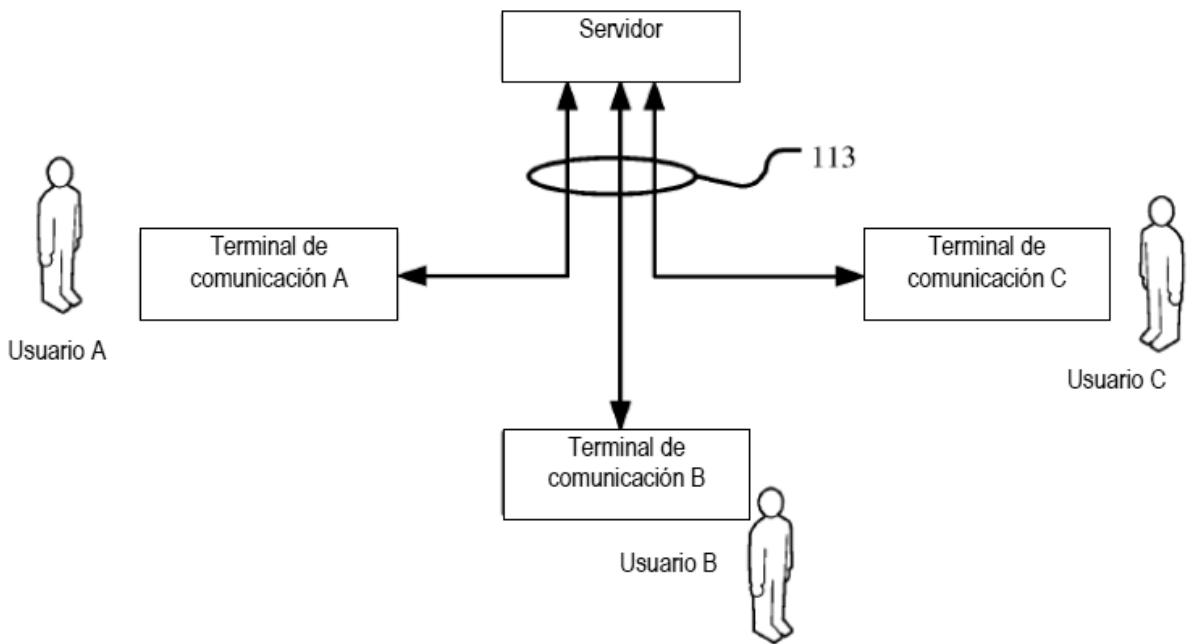 Servidor
113
Terminal de
comunicación A
Usuario A
Terminal de
comunicación C
Usuario C
Terminal de
comunicación B
Usuario B